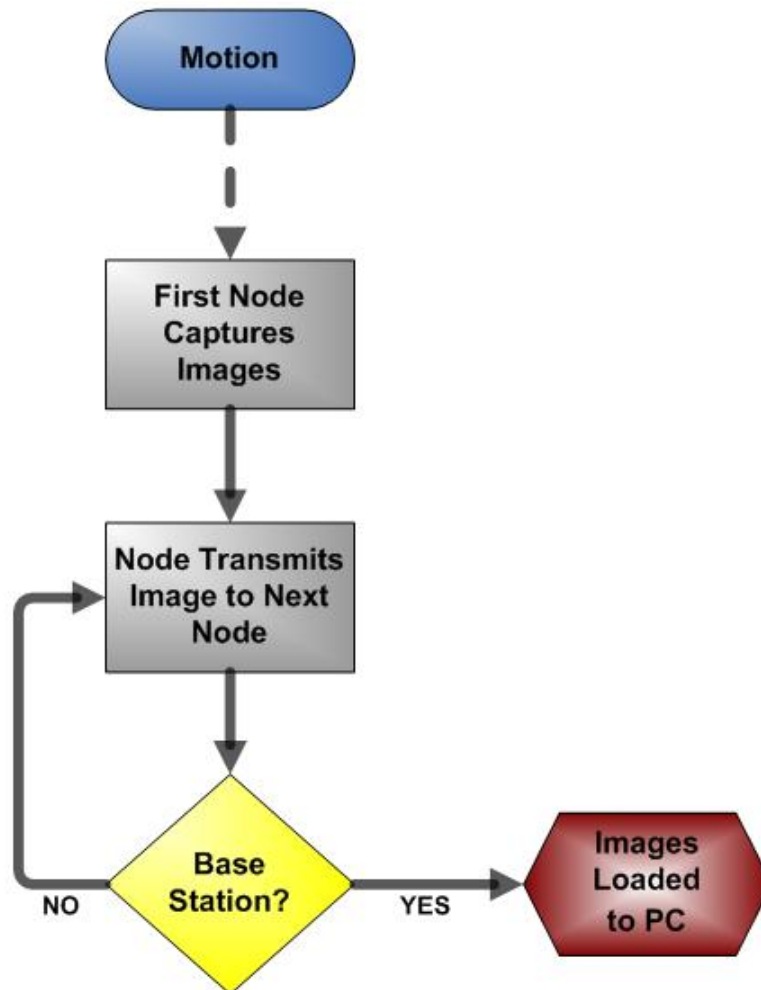 Motion
First Node
Captures
Images
Node Transmits
Image to Next
Node
Base
Station?
NO
YES
Images
Loaded
to PC